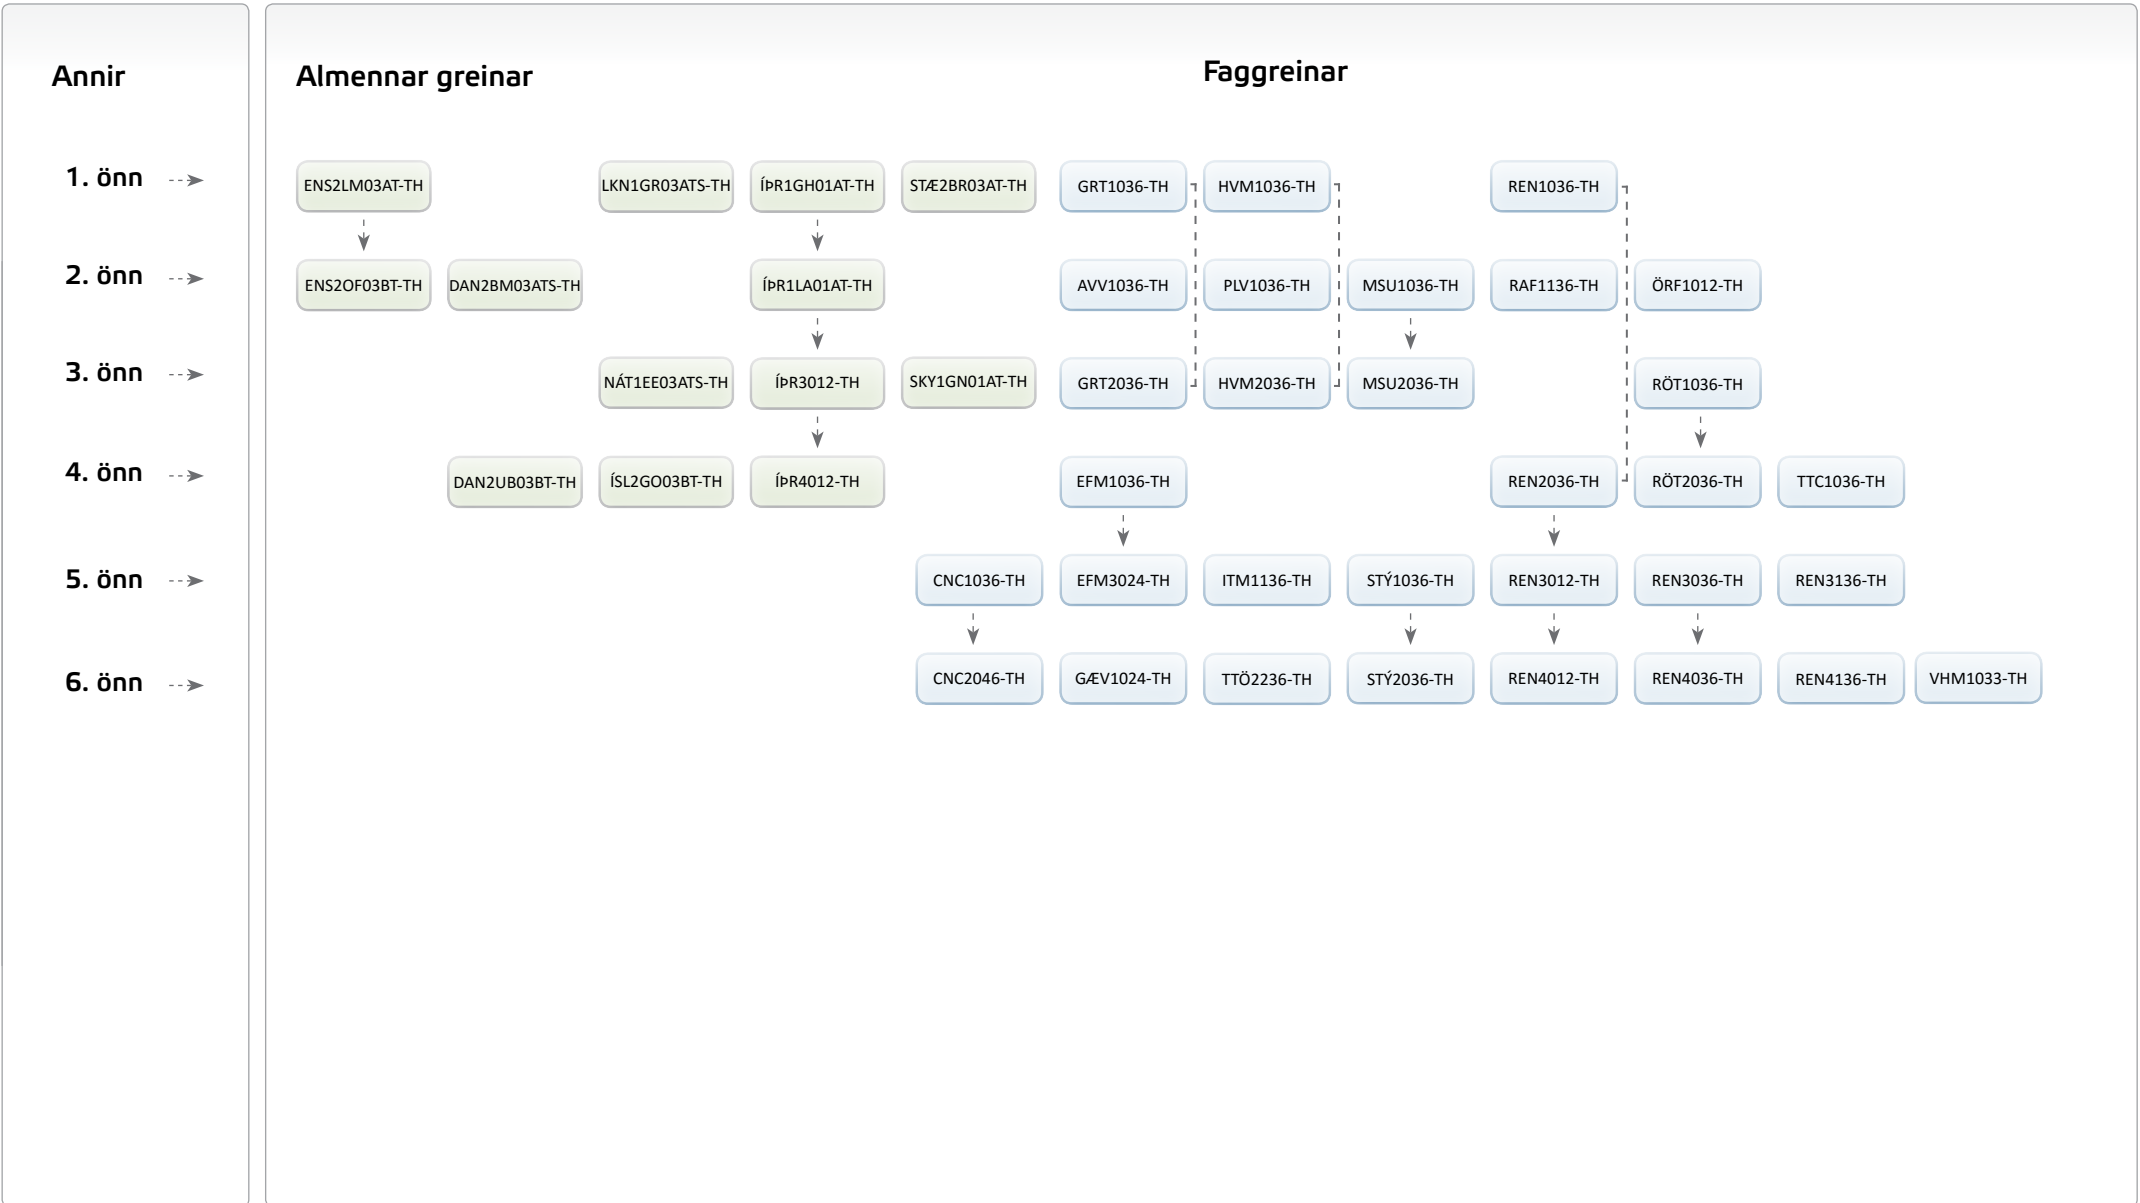 Annir
Almennar greinar
Faggreinar
1. önn
ENS2LM03AT-TH LKN1GR03ATS-TH ÍÞR1GH01AT-TH STÆ2BR03AT-TH GRT1036-TH HVM1036-TH REN1036-TH
2. önn
ENS2OF03BT-TH DAN2BM03ATS-TH ÍÞR1LA01AT-TH AVV1036-TH PLV1036-TH MSU1036-TH RAF1136-TH ÖRF1012-TH
3. önn
NÁT1EE03ATS-TH ÍÞR3012-TH SKY1GN01AT-TH GRT2036-TH HVM2036-TH MSU2036-TH RÖT1036-TH
4. önn
DAN2UB03BT-TH ÍSL2GO03BT-TH ÍÞR4012-TH EFM1036-TH REN2036-TH RÖT2036-TH TTC1036-TH
5. önn
CNC1036-TH EFM3024-TH ITM1136-TH STÝ1036-TH REN3012-TH REN3036-TH REN3136-TH
6. önn
CNC2046-TH GÆV1024-TH TTÖ2236-TH STÝ2036-TH REN4012-TH REN4036-TH REN4136-TH VHM1033-TH